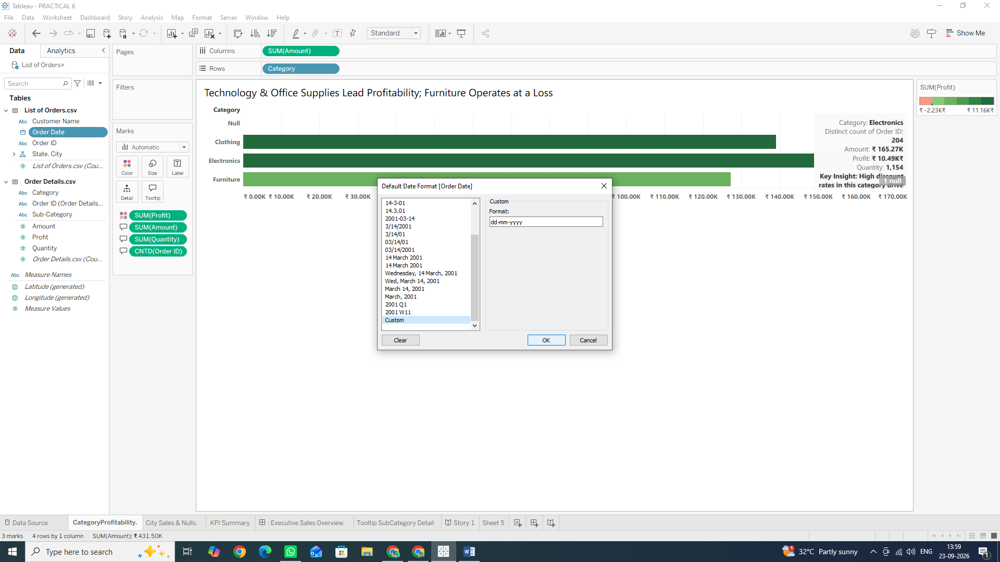 Tableau - PRACTICAL 6
File Data Worksheet Dashboard Story Analysis Map Format Server Window Help
Standard
Show Me
Data Analytics
List of Orders+
Search
Tables
List of Orders.csv
Abc Customer Name
Order Date
Abc Order ID
State, City
List of Orders.csv (Cou...
Order Details.csv
Abc Category
Abc Order ID (Order Details...
Abc Sub-Category
Amount
Profit
Quantity
Order Details.csv (Cou...
Abc Measure Names
Latitude (generated)
Longitude (generated)
Measure Values
Pages
Filters
Marks
Automatic
Color Size Label
Detail Tooltip
SUM(Profit)
SUM(Amount)
SUM(Quantity)
CNTD(Order ID)
Columns SUM(Amount)
Rows Category
Technology & Office Supplies Lead Profitability; Furniture Operates at a Loss
Category
Null
Clothing
Electronics
Furniture
₹ 0.00K ₹ 10.00K ₹ 20.00K ₹ 30.00K ₹ 100.00K ₹ 110.00K ₹ 120.00K ₹ 130.00K ₹ 140.00K ₹ 150.00K ₹ 160.00K ₹ 170.00K
Category: Electronics
Distinct count of Order ID:
204
Amount: ₹ 165.27K
Profit: ₹ 10.49K₹
Quantity: 1,154
Key Insight: High discount
rates in this category drive
1 null
SUM(Profit)
₹ -2.23K₹ ₹ 11.16K₹
Default Date Format [Order Date]
14-3-01
14.3.01
2001-03-14
3/14/2001
3/14/01
03/14/01
03/14/2001
14 March 2001
14 March 2001
Wednesday, 14 March, 2001
Wed, March 14, 2001
March 14, 2001
March, 2001
2001 Q1
2001 W11
Custom
Custom
Format:
dd-mm-yyyy
Clear OK Cancel
Data Source CategoryProfitability. City Sales & Nulls. KPI Summary : Executive Sales Overview. Tooltip SubCategory Detail Story 1 Sheet 5
3 marks 4 rows by 1 column SUM(Amount): ₹ 431.50K
Type here to search
5 32°C Partly sunny ENG
13:59
23-09-2026
1